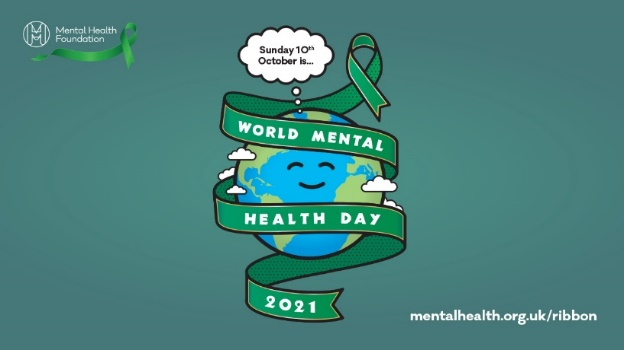 Mental Health
Foundation
Sunday 10th
October is...
WORLD MENTAL
HEALTH DAY
2021
mentalhealth.org.uk/ribbon